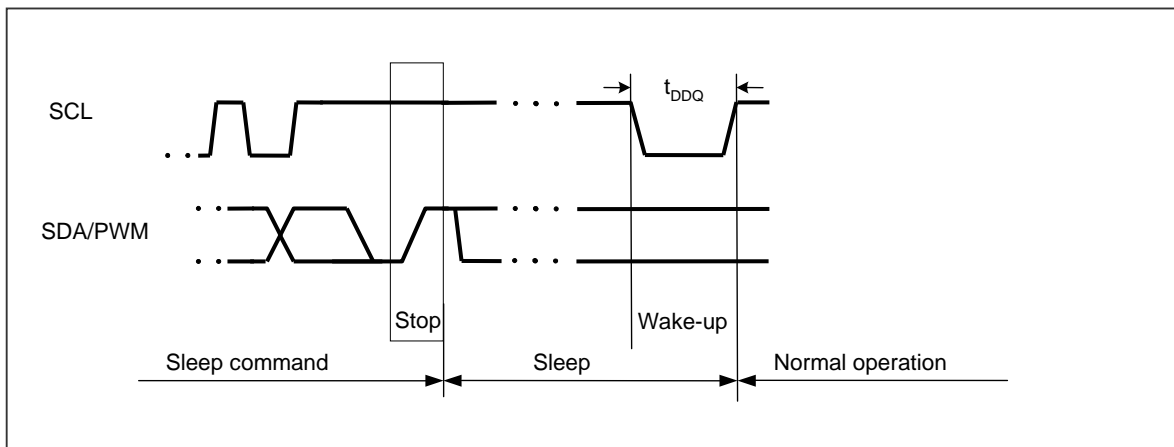 t_DDQ
SCL
SDA/PWM
Stop
Wake-up
Sleep command
Sleep
Normal operation